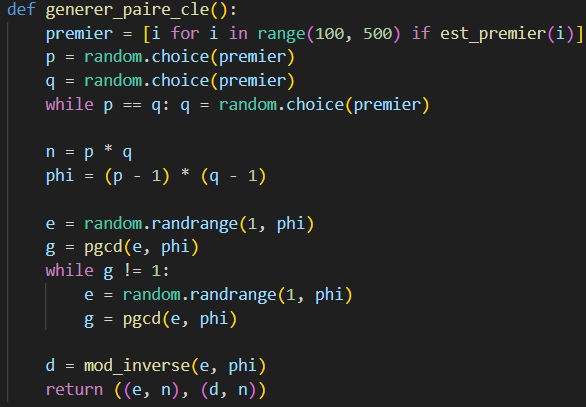 def generer_paire_cle():
    premier = [i for i in range(100, 500) if est_premier(i)]
    p = random.choice(premier)
    q = random.choice(premier)
    while p == q: q = random.choice(premier)

    n = p * q
    phi = (p - 1) * (q - 1)

    e = random.randrange(1, phi)
    g = pgcd(e, phi)
    while g != 1:
        e = random.randrange(1, phi)
        g = pgcd(e, phi)

    d = mod_inverse(e, phi)
    return ((e, n), (d, n))